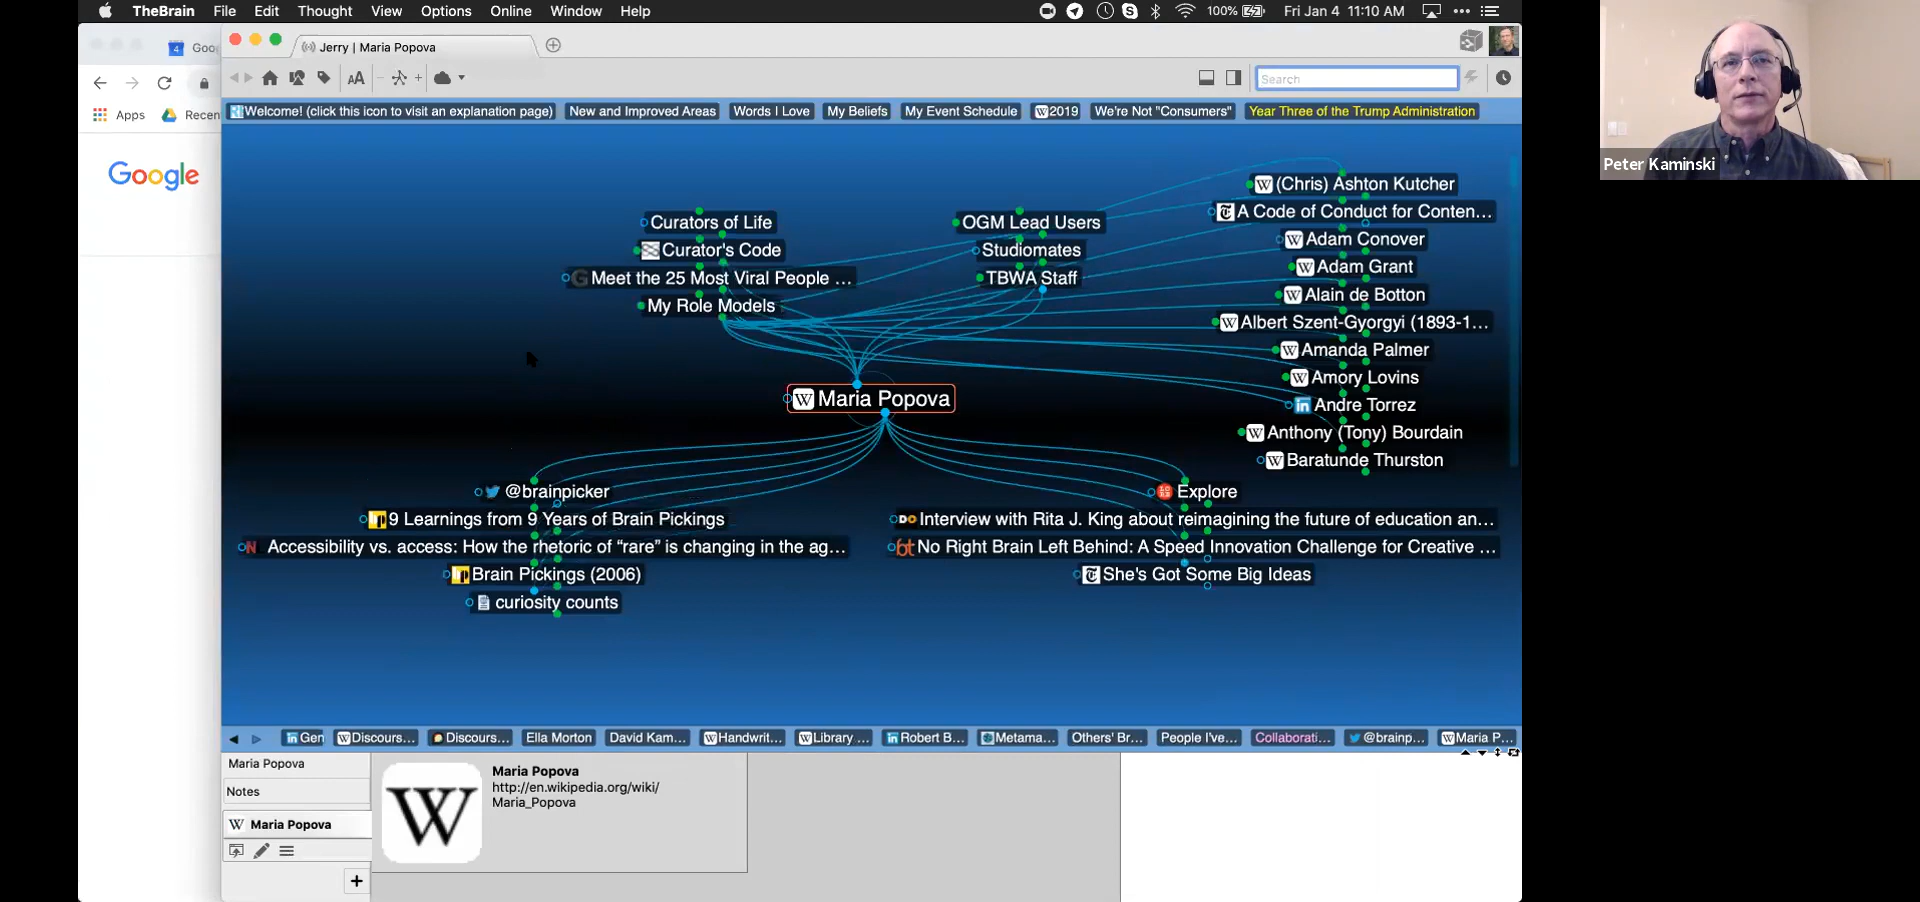 TheBrain File Edit Thought View Options Online Window Help 100% Fri Jan 4 11:10 AM
4 Goo
Jerry | Maria Popova
AA Search
Apps Recen
Welcome! (click this icon to visit an explanation page) New and Improved Areas Words I Love My Beliefs My Event Schedule W 2019 We're Not "Consumers" Year Three of the Trump Administration
Google
Curators of Life
Curator's Code
Meet the 25 Most Viral People ...
My Role Models
OGM Lead Users
Studiomates
TBWA Staff
W (Chris) Ashton Kutcher
A Code of Conduct for Conten...
W Adam Conover
W Adam Grant
W Alain de Botton
W Albert Szent-Gyorgyi (1893-1...
W Amanda Palmer
W Amory Lovins
in Andre Torrez
W Anthony (Tony) Bourdain
W Baratunde Thurston
W Maria Popova
@brainpicker
9 Learnings from 9 Years of Brain Pickings
N Accessibility vs. access: How the rhetoric of “rare” is changing in the ag...
Brain Pickings (2006)
curiosity counts
Explore
DO Interview with Rita J. King about reimagining the future of education an...
bt No Right Brain Left Behind: A Speed Innovation Challenge for Creative ...
She's Got Some Big Ideas
in Gen W Discours... Discours... Ella Morton David Kam... W Handwrit... W Library ... in Robert B... Metama... Others' Br... People I've... Collaborati... @brainp... W Maria P...
Maria Popova
Notes
W Maria Popova
W
Maria Popova
http://en.wikipedia.org/wiki/
Maria_Popova
Peter Kaminski